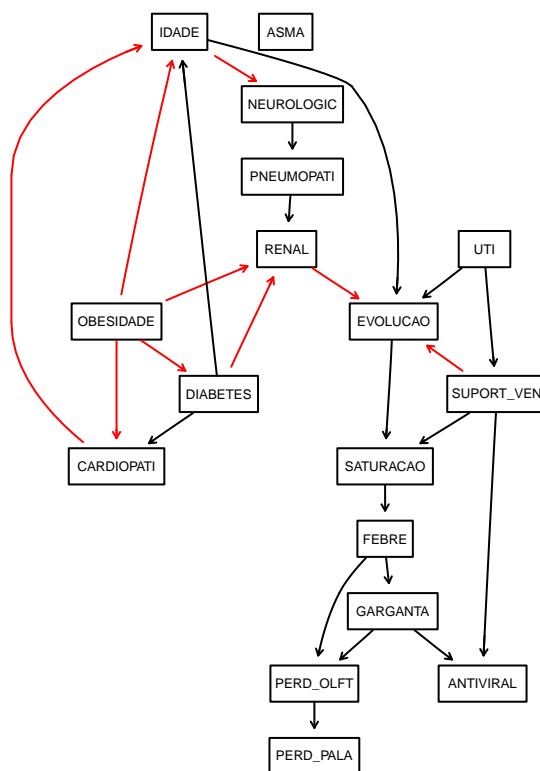 IDADE
ASMA
NEUROLOGIC
PNEUMOPATI
RENAL
UTI
OBESIDADE
EVOLUCAO
DIABETES
SUPORT_VEN
CARDIOPATI
SATURACAO
FEBRE
GARGANTA
PERD_OLFT
ANTIVIRAL
PERD_PALA